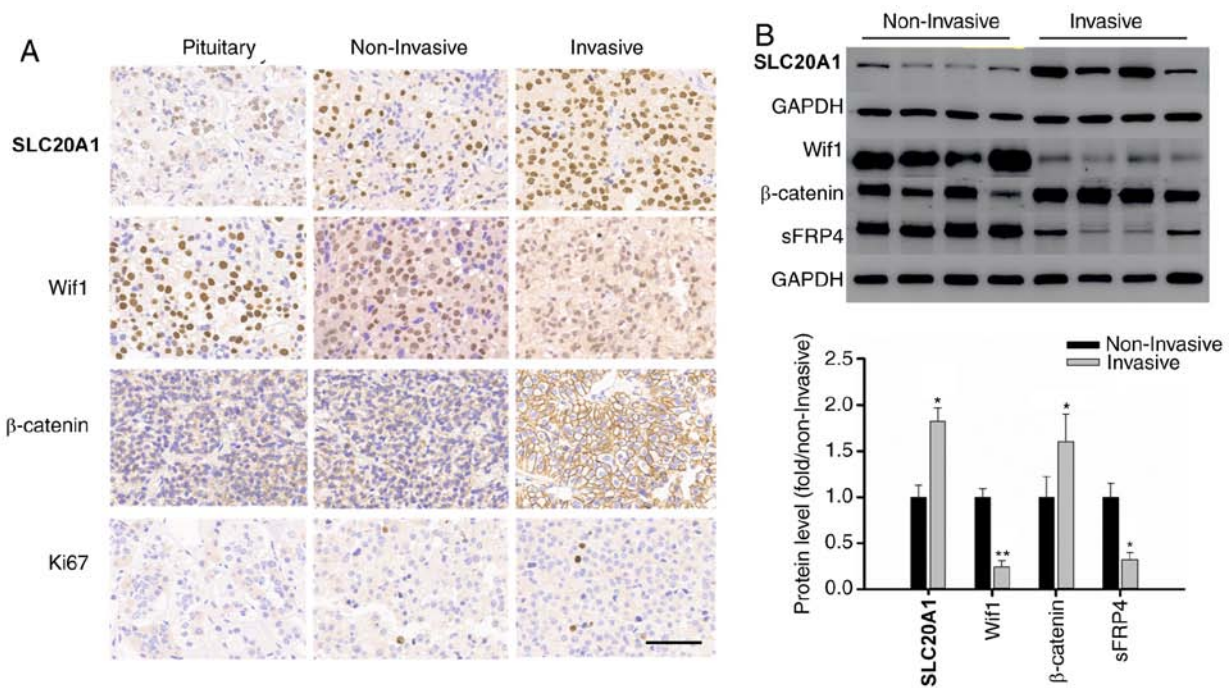 A
Pituitary
Non-Invasive
Invasive
SLC20A1
Wif1
β-catenin
Ki67
B
Non-Invasive
Invasive
SLC20A1
GAPDH
Wif1
β-catenin
sFRP4
GAPDH
Non-Invasive
Invasive
Protein level (fold/non-Invasive)
2.5
2.0
1.5
1.0
0.5
0.0
*
**
*
*
SLC20A1
Wif1
β-catenin
sFRP4